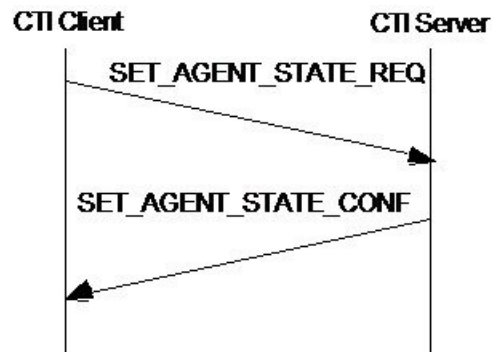 CTI Client
CTI Server
SET_AGENT_STATE_REQ
SET_AGENT_STATE_CONF